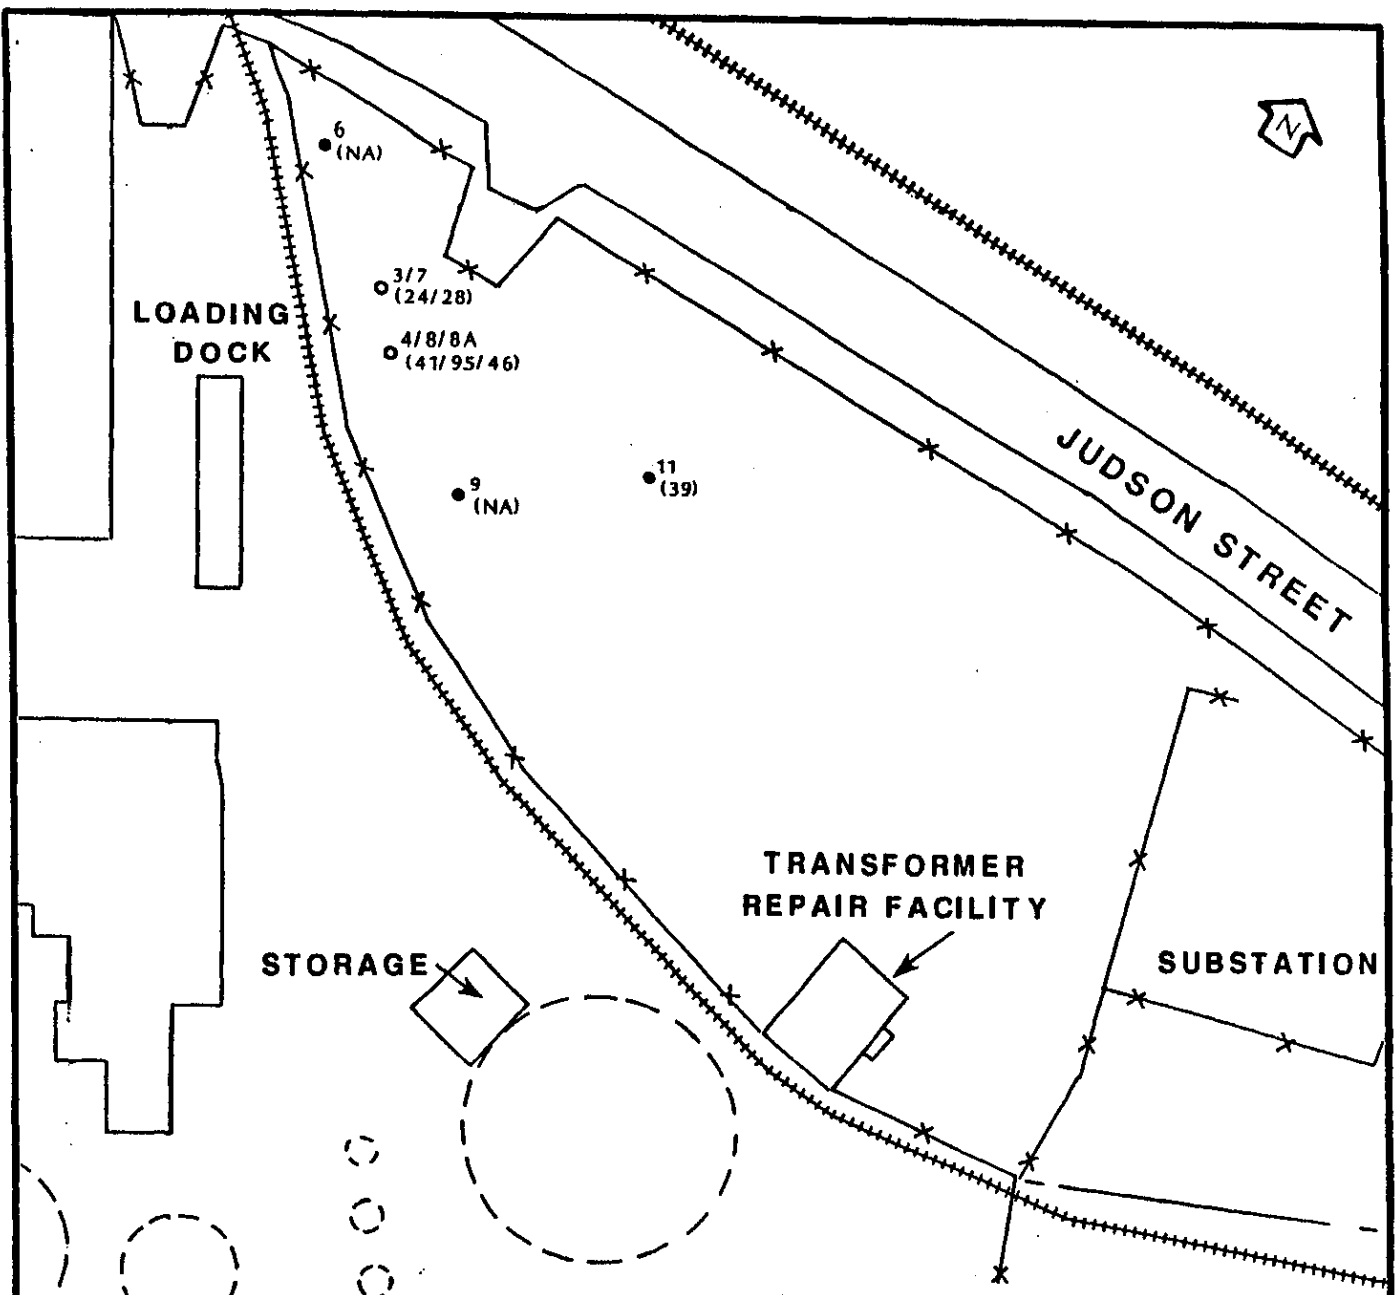 N
6
(NA)
3/7
(24/28)
LOADING
DOCK
4/8/8A
(41/95/46)
11
(39)
9
(NA)
JUDSON STREET
TRANSFORMER
REPAIR FACILITY
STORAGE
SUBSTATION